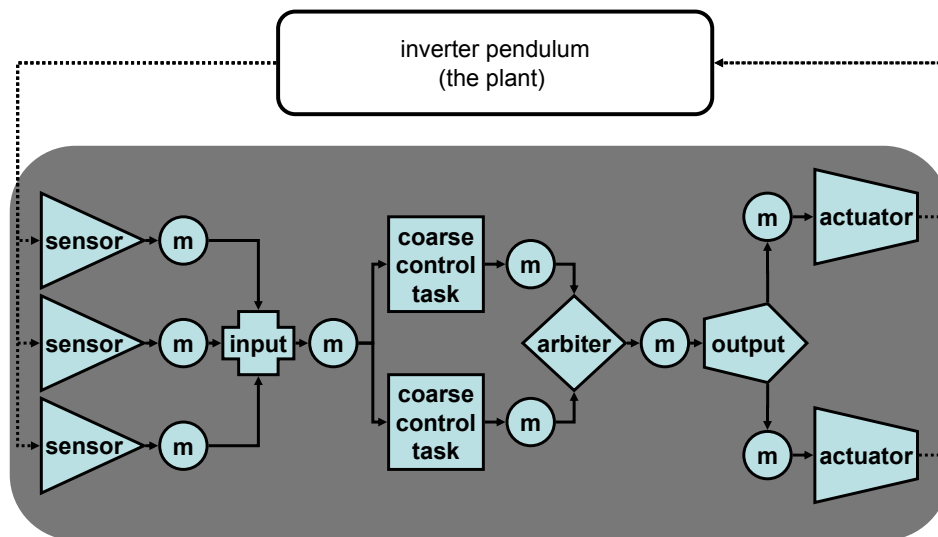 inverter pendulum
(the plant)
sensor
m
sensor
m
sensor
m
input
m
coarse
control
task
m
coarse
control
task
m
arbiter
m
output
m
actuator
m
actuator